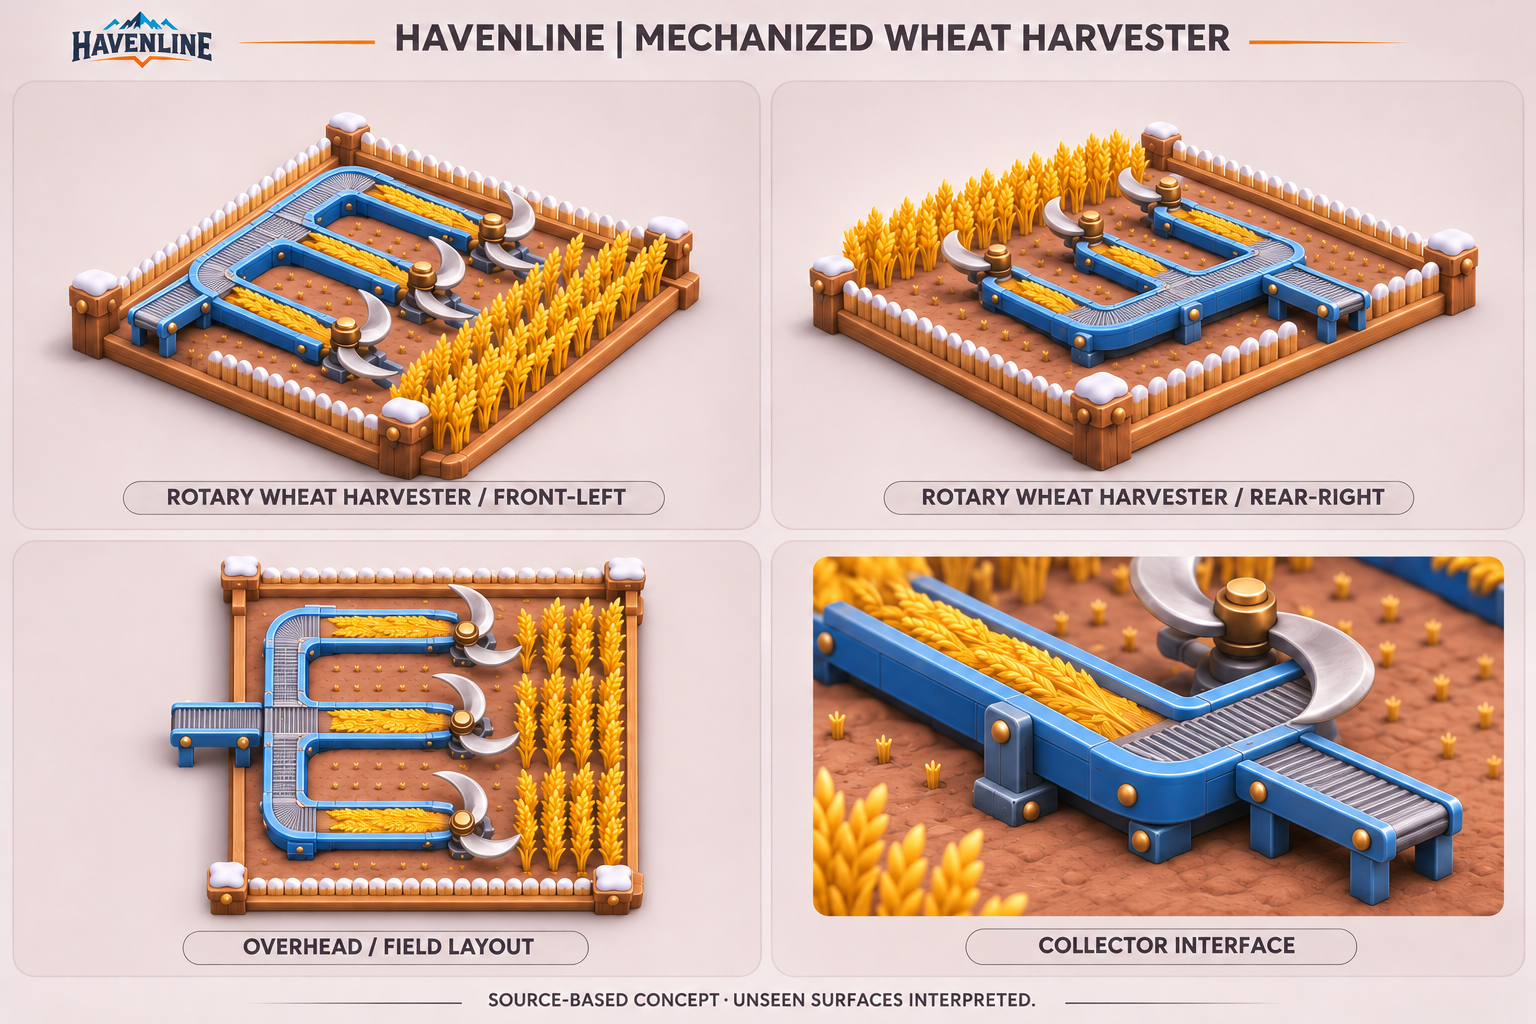 HAVENLINE
HAVENLINE | MECHANIZED WHEAT HARVESTER
ROTARY WHEAT HARVESTER / FRONT-LEFT
ROTARY WHEAT HARVESTER / REAR-RIGHT
OVERHEAD / FIELD LAYOUT
COLLECTOR INTERFACE
SOURCE-BASED CONCEPT · UNSEEN SURFACES INTERPRETED.